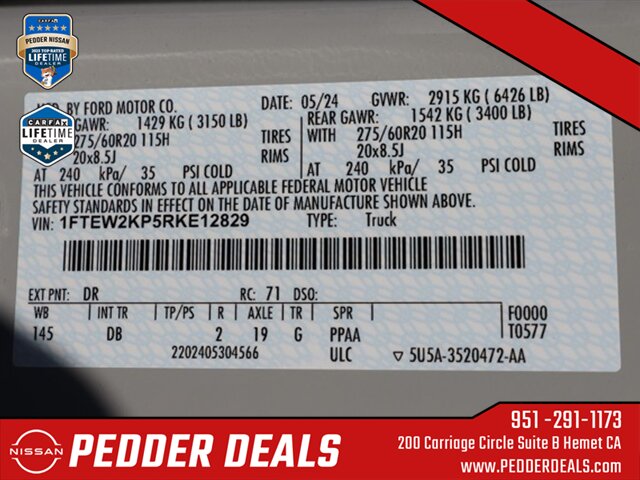 CARFAX
PEDDER NISSAN
2023 TOP-RATED
LIFETIME
DEALER
CARFAX
LIFETIME
DEALER
BY FORD MOTOR CO. DATE: 05/24 GVWR: 2915 KG ( 6426 LB)
GAWR: 1429 KG ( 3150 LB) REAR GAWR: 1542 KG ( 3400 LB)
275/60R20 115H TIRES WITH 275/60R20 115H TIRES
20x8.5J RIMS 20x8.5J RIMS
AT 240 kPa/ 35 PSI COLD AT 240 kPa/ 35 PSI COLD
THIS VEHICLE CONFORMS TO ALL APPLICABLE FEDERAL MOTOR VEHICLE
SAFETY STANDARDS IN EFFECT ON THE DATE OF MANUFACTURE SHOWN ABOVE.
VIN: 1FTEW2KP5RKE12829 TYPE: Truck
EXT PNT: DR RC: 71 DSO:
WB INT TR TP/PS R AXLE TR SPR F0000
145 DB 2 19 G PPAA T0577
2202405304566 ULC ▽ 5U5A-3520472-AA
NISSAN
PEDDER DEALS
951 -291-1173
200 Carriage Circle Suite B Hemet CA
www.PEDDERDEALS.com